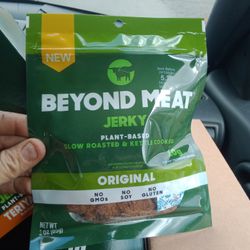 NEW
BEYOND MEAT
JERKY
PLANT-BASED
SLOW ROASTED & KETTLE COOKED
ORIGINAL
NO GMOs
NO SOY
NO GLUTEN